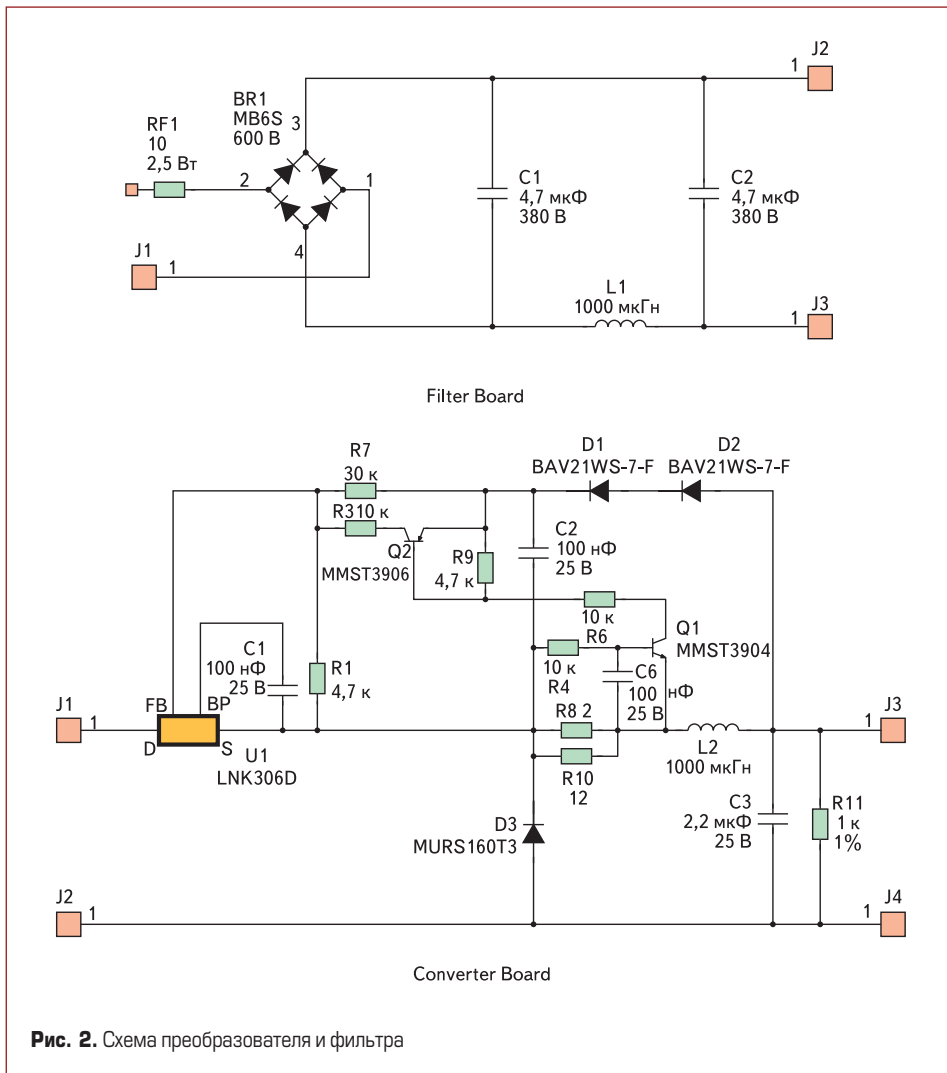 J2
1
BR1
MB6S
600 В
3
RF1
10
2,5 Вт
2
1
C1
4,7 мкФ
380 В
C2
4,7 мкФ
380 В
J1
1
4
L1
1000 мкГн
J3
1
Filter Board
R7
30 к
D1
BAV21WS-7-F
D2
BAV21WS-7-F
R310 к
Q2
MMST3906
R9
4,7 к
C2
100 нФ
25 В
10 к
R6
Q1
MMST3904
C1
100 нФ
25 В
R1
4,7 к
10 к
R4
C6
100 нФ
25 В
J1
1
FB
BP
D
S
U1
LNK306D
R8 2
R10
12
L2
1000 мкГн
J3
1
D3
MURS160T3
C3
2,2 мкФ
25 В
R11
1 к
1%
J2
1
J4
1
Converter Board
Рис. 2. Схема преобразователя и фильтра